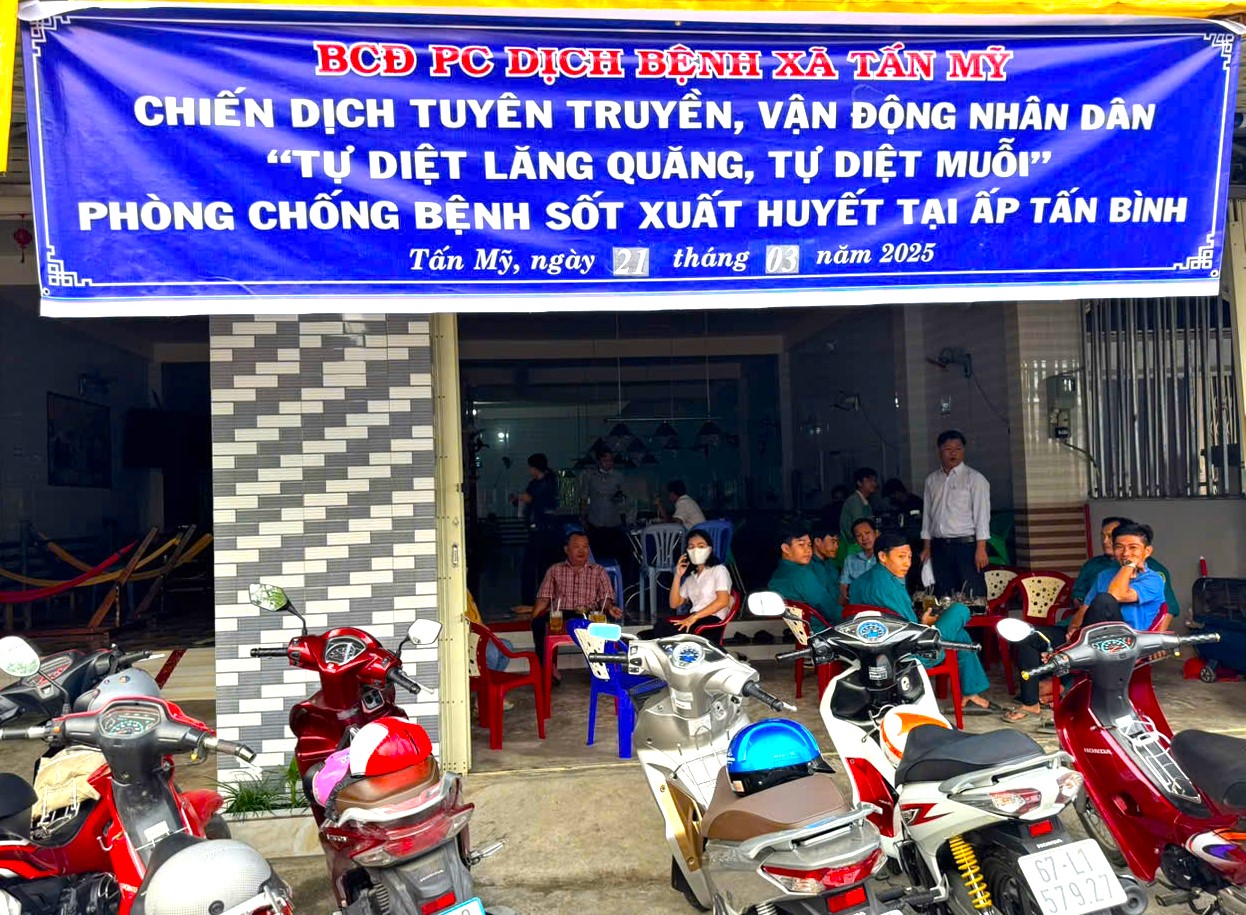 BCĐ PC DỊCH BỆNH XÃ TẤN MỸ
CHIẾN DỊCH TUYÊN TRUYỀN, VẬN ĐỘNG NHÂN DÂN
“TỰ DIỆT LĂNG QUĂNG, TỰ DIỆT MUỖI”
PHÒNG CHỐNG BỆNH SỐT XUẤT HUYẾT TẠI ẤP TẤN BÌNH
Tấn Mỹ, ngày 21 tháng 03 năm 2025
HONDA
HONDA
67-L1
579.27